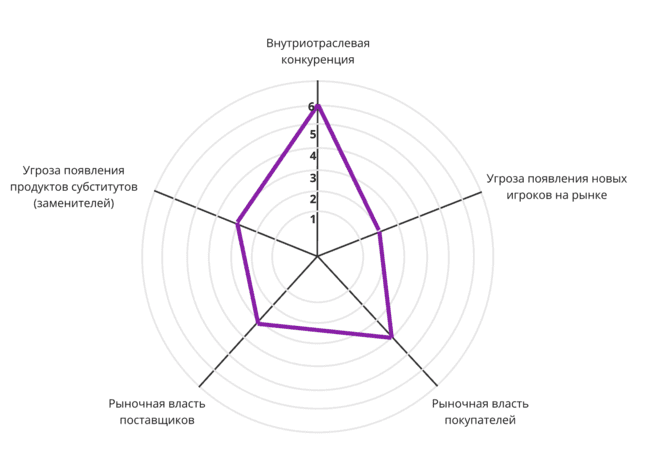 Внутриотраслевая
конкуренция
6
5
4
3
2
1
Угроза появления
продуктов субститутов
(заменителей)
Угроза появления новых
игроков на рынке
Рыночная власть
поставщиков
Рыночная власть
покупателей